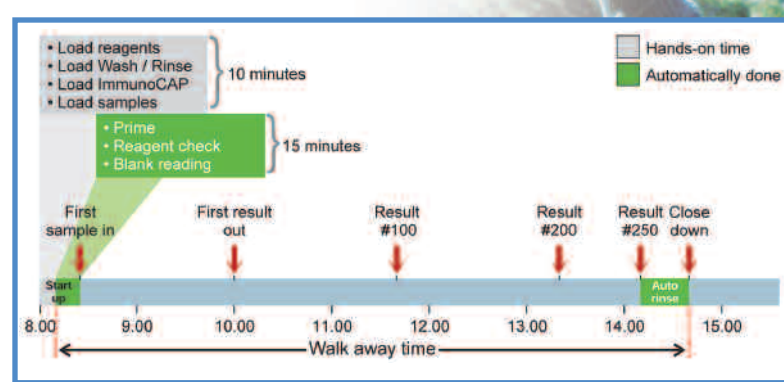 • Load reagents
• Load Wash / Rinse
• Load ImmunoCAP
• Load samples
10 minutes
Hands-on time
Automatically done
• Prime
• Reagent check
• Blank reading
15 minutes
First
sample in
First result
out
Result
#100
Result
#200
Result
#250
Close
down
Start
up
Auto
rinse
8.00
9.00
10.00
11.00
12.00
13.00
14.00
15.00
Walk away time